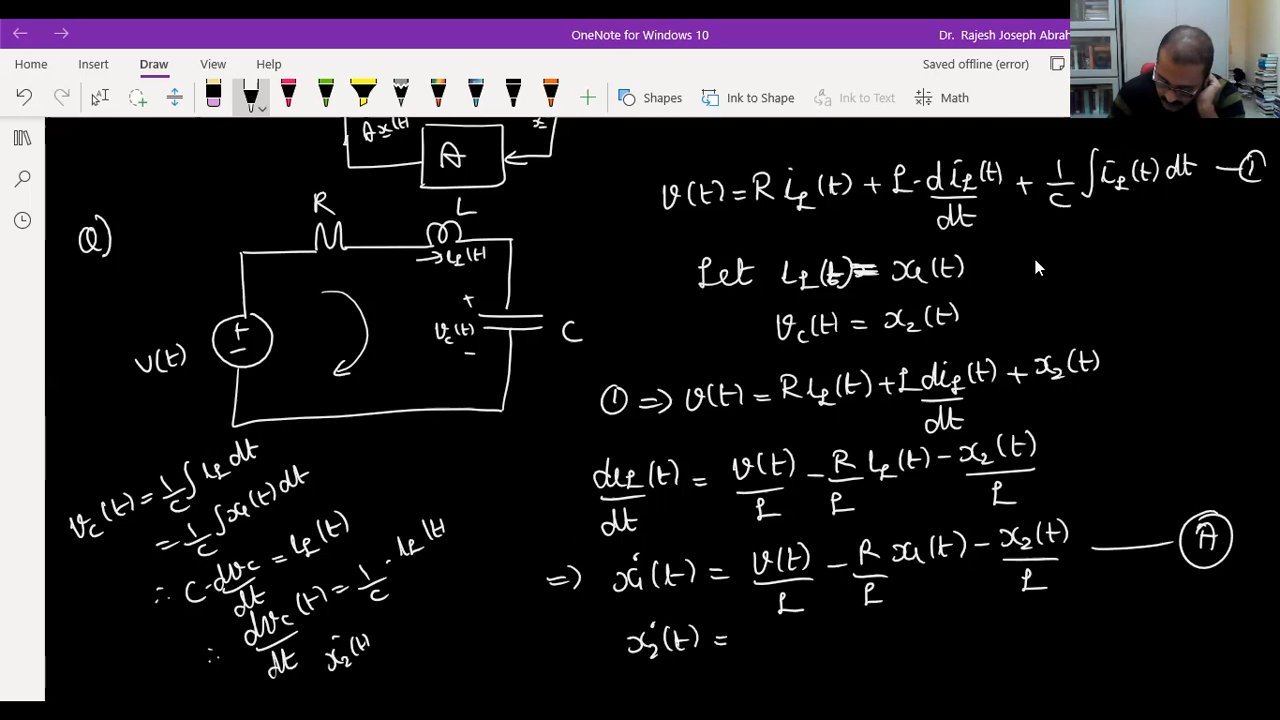 OneNote for Windows 10
Dr. Rajesh Joseph Abrah
Home Insert Draw View Help
Saved offline (error)
Shapes Ink to Shape Ink to Text Math
A x(t) x
A
Q)
R
L
→ i_L(t)
V(t)
+
−
+
v_c(t)
−
C
v_c(t) = 1/C ∫ i_L dt
= 1/C ∫ x₁(t) dt
∴ C · dv_c/dt = i_L(t)
∴ dv_c(t)/dt = 1/C · i_L(t)
ẋ₂(t)
v(t) = R i_L(t) + L · di_L(t)/dt + 1/C ∫ i_L(t) dt — ①
Let i_L(t) = x₁(t)
v_c(t) = x₂(t)
① ⇒ v(t) = R i_L(t) + L di_L(t)/dt + x₂(t)
di_L(t)/dt = v(t)/L − R/L i_L(t) − x₂(t)/L
⇒ ẋ₁(t) = v(t)/L − R/L x₁(t) − x₂(t)/L — Ⓐ
ẋ₂(t) =